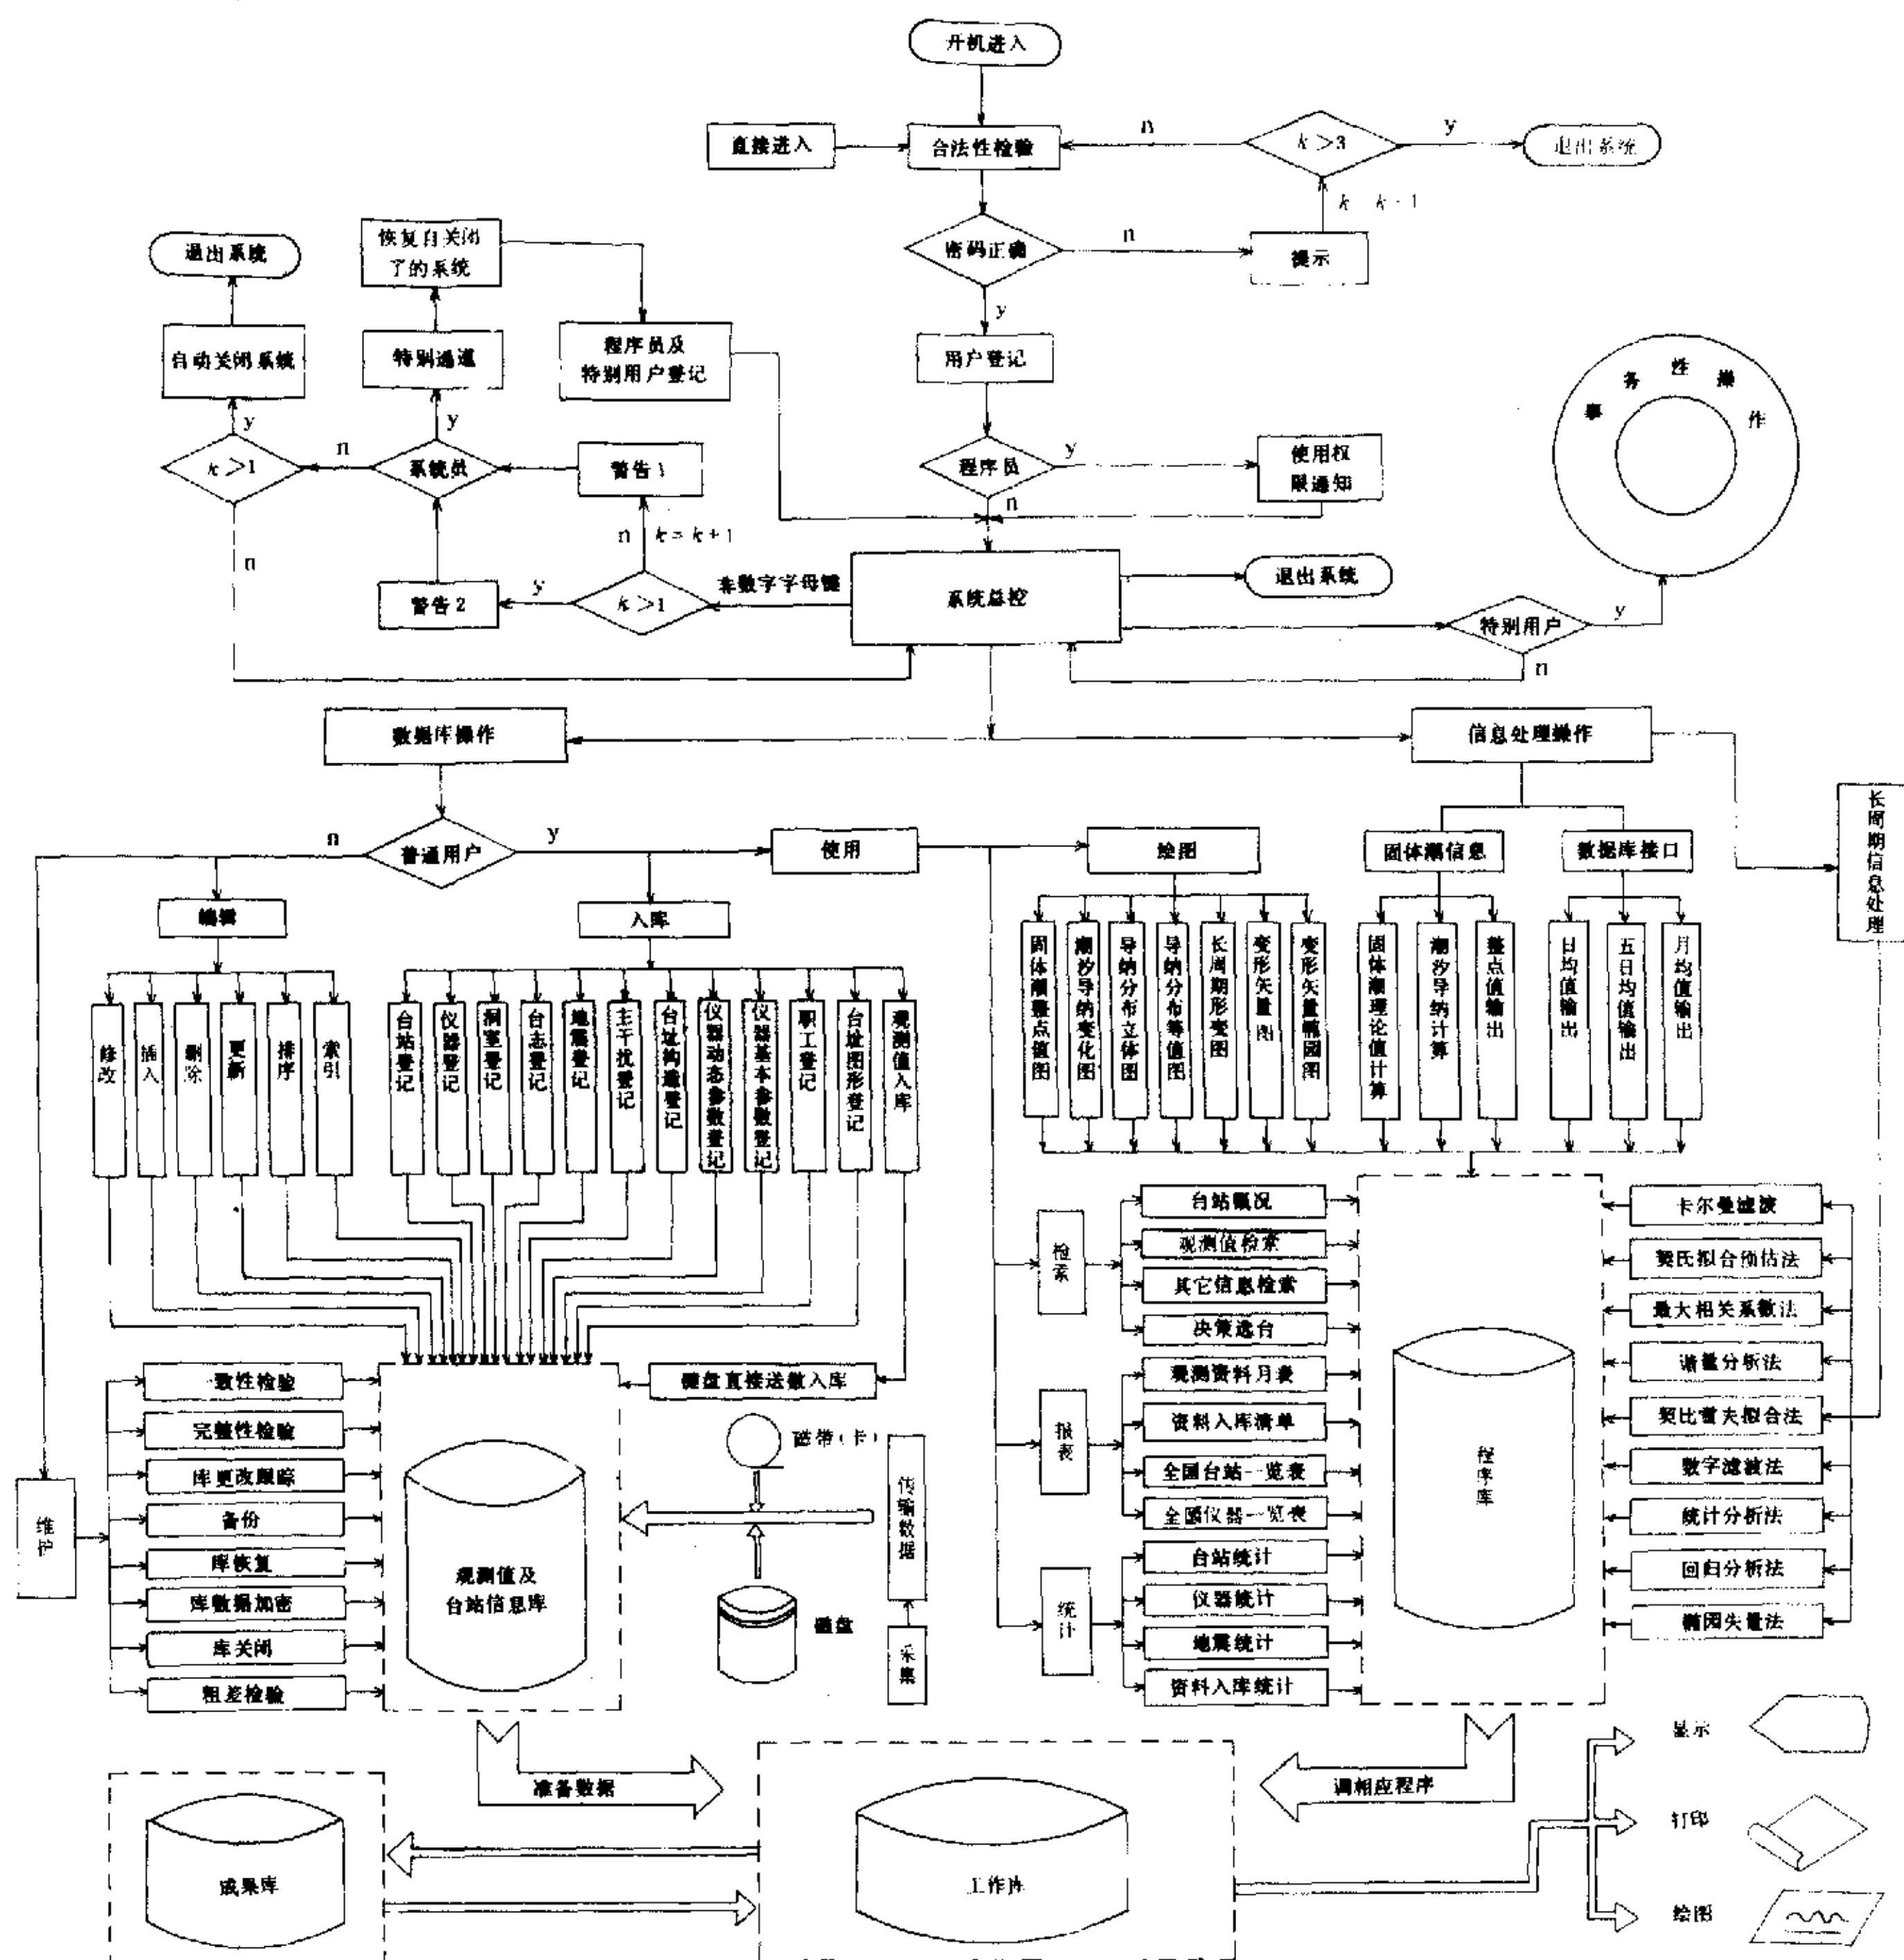 开机进入
直接进入
合法性检验
n
k>3
y
退出系统
k k-1
密码正确
n
提示
y
用户登记
程序员
y
使用权
限通知
n
退出系统
恢复自关闭
了的系统
自动关闭系统
特别通道
程序员及
特别用户登记
y
y
k>1
n
系统员
警告1
n
n k=k+1
警告2
y
k>1
非数字字母键
系统总控
退出系统
特别用户
y
n
事务性操作
数据库操作
信息处理操作
长周期信息处理
n
普通用户
y
使用
绘图
固体潮信息
数据库接口
编辑
入库
修改
插入
删除
更新
排序
索引
台站登记
仪器登记
洞室登记
台志登记
地震登记
主干扰登记
台址构造登记
仪器动态参数登记
仪器基本参数登记
职工登记
台址图形登记
观测值入库
固体潮整点值图
潮汐导纳变化图
导纳分布立体图
导纳分布等值图
长周期形变图
变形矢量图
变形矢量椭园图
固体潮理论值计算
潮汐导纳计算
整点值输出
日均值输出
五日均值输出
月均值输出
维护
一致性检验
完整性检验
库更改跟踪
备份
库恢复
库数据加密
库关闭
粗差检验
观测值及
台站信息库
键盘直接送数入库
磁带(卡)
磁盘
传输数据
采集
检索
台站概况
观测值检索
其它信息检索
决策选台
报表
观测资料月表
资料入库清单
全国台站一览表
全国仪器一览表
统计
台站统计
仪器统计
地震统计
资料入库统计
程序库
卡尔曼滤波
契氏拟合预估法
最大相关系数法
谐量分析法
契比雪夫拟合法
数字滤波法
统计分析法
回归分析法
椭园失量法
准备数据
调相应程序
成果库
工作库
显示
打印
绘图